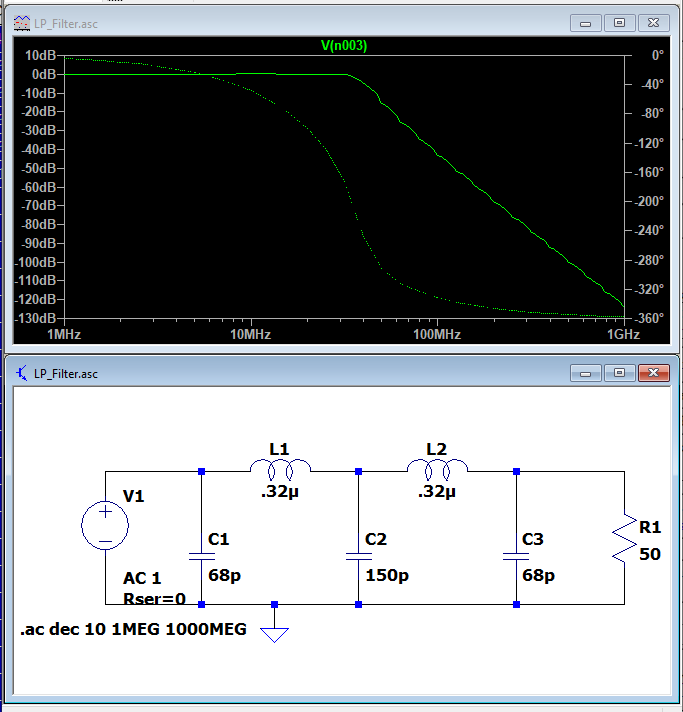 LP_Filter.asc
V(n003)
10dB
0dB
-10dB
-20dB
-30dB
-40dB
-50dB
-60dB
-70dB
-80dB
-90dB
-100dB
-110dB
-120dB
-130dB
0°
-40°
-80°
-120°
-160°
-200°
-240°
-280°
-320°
-360°
1MHz 10MHz 100MHz 1GHz
LP_Filter.asc
L1 L2
.32µ .32µ
V1
C1 C2 C3 R1
68p 150p 68p 50
AC 1
Rser=0
.ac dec 10 1MEG 1000MEG